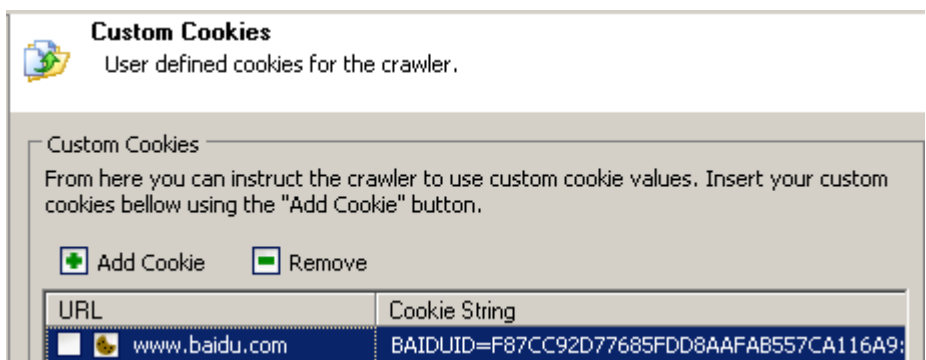 Custom Cookies
User defined cookies for the crawler.
Custom Cookies
From here you can instruct the crawler to use custom cookie values. Insert your custom
cookies bellow using the "Add Cookie" button.
Add Cookie Remove
URL Cookie String
www.baidu.com BAIDUID=F87CC92D77685FDD8AAFAB557CA116A9: